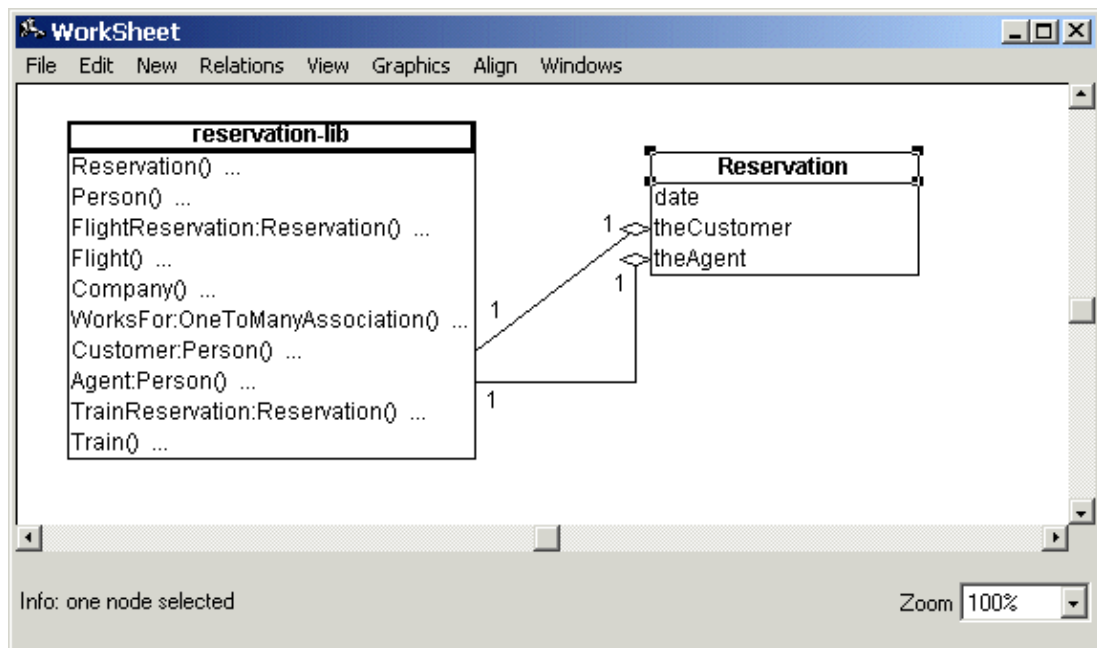 WorkSheet
File Edit New Relations View Graphics Align Windows
reservation-lib
Reservation() ...
Person() ...
FlightReservation:Reservation() ...
Flight() ...
Company() ...
WorksFor:OneToManyAssociation() ...
Customer:Person() ...
Agent:Person() ...
TrainReservation:Reservation() ...
Train() ...
1
1
1
1
Reservation
date
theCustomer
theAgent
Info: one node selected
Zoom 100%